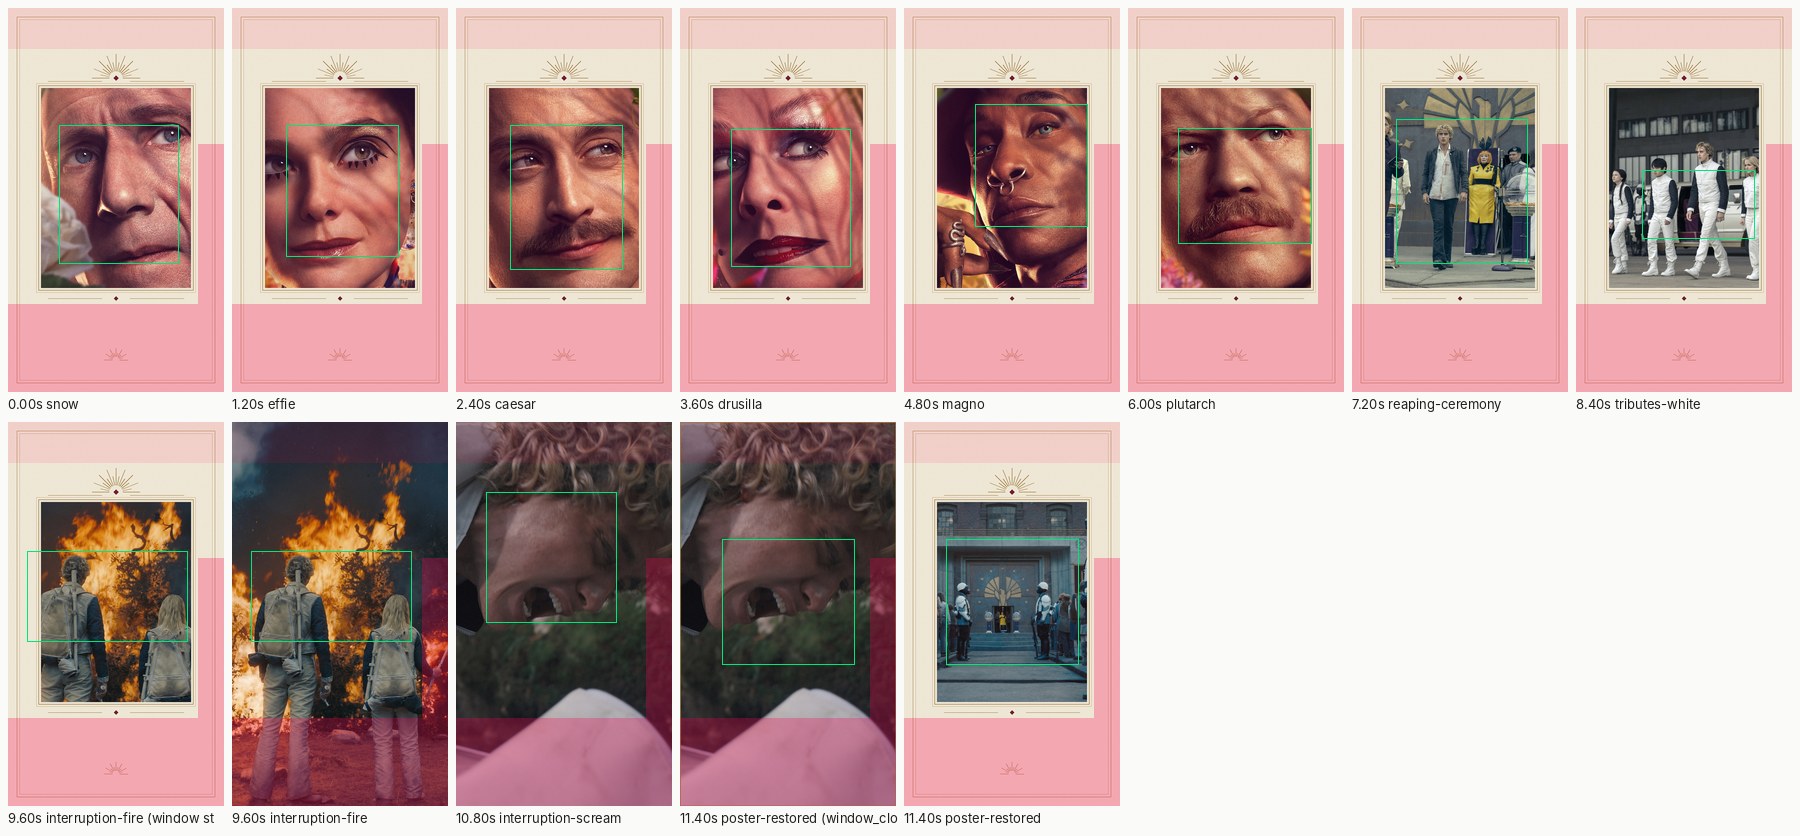 0.00s snow
1.20s effie
2.40s caesar
3.60s drusilla
4.80s magno
6.00s plutarch
7.20s reaping-ceremony
8.40s tributes-white
9.60s interruption-fire (window st
9.60s interruption-fire
10.80s interruption-scream
11.40s poster-restored (window_clo
11.40s poster-restored